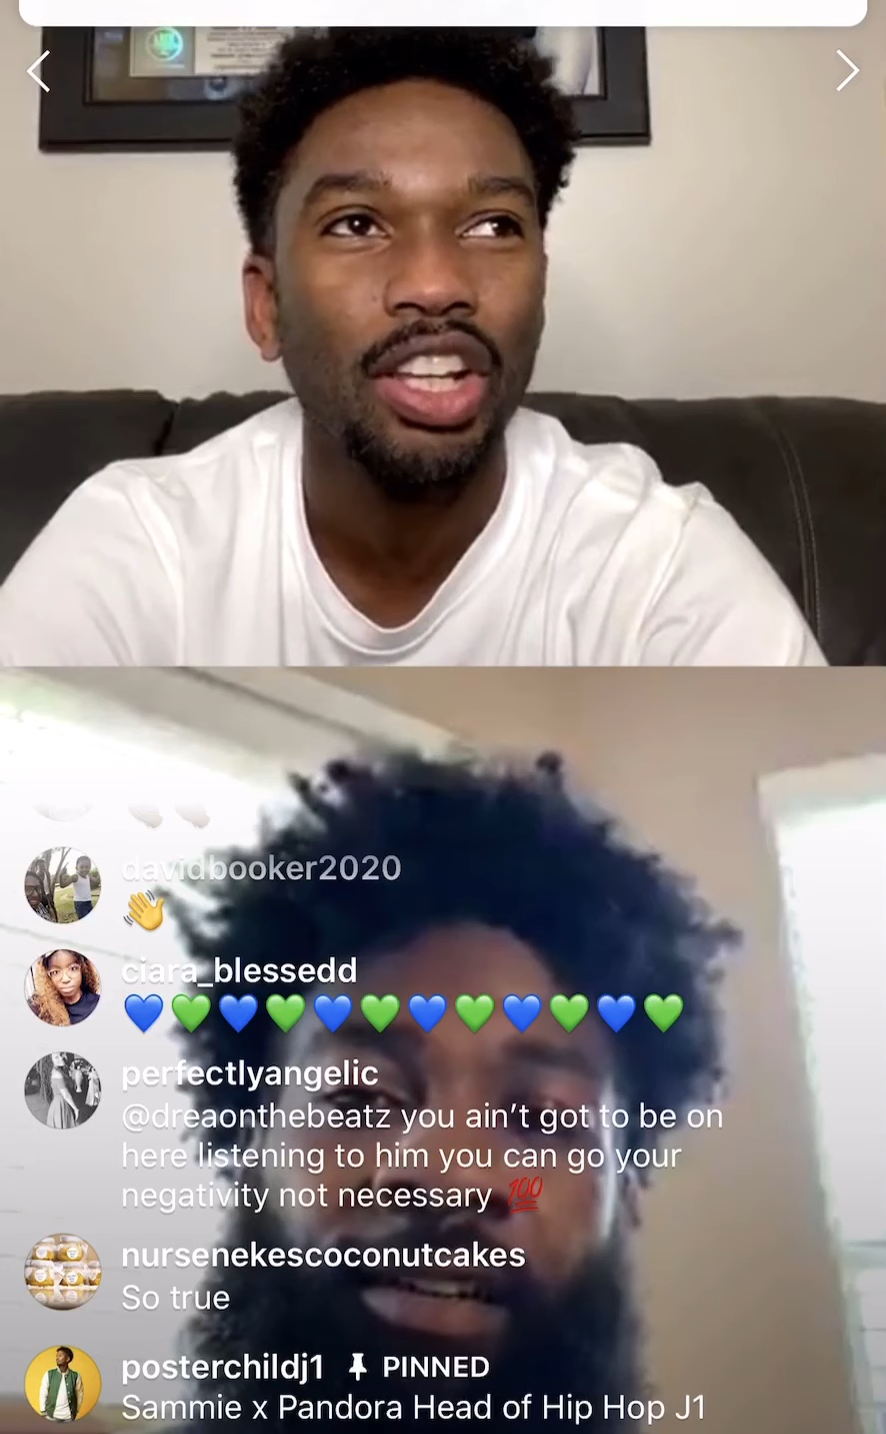 davidbooker2020
👋
ciara_blessedd
💙💚💙💚💙💚💙💚💙💚💙💚
perfectlyangelic
@dreaonthebeatz you ain’t got to be on
here listening to him you can go your
negativity not necessary 💯
nursenekescoconutcakes
So true
posterchildj1 📌 PINNED
Sammie x Pandora Head of Hip Hop J1